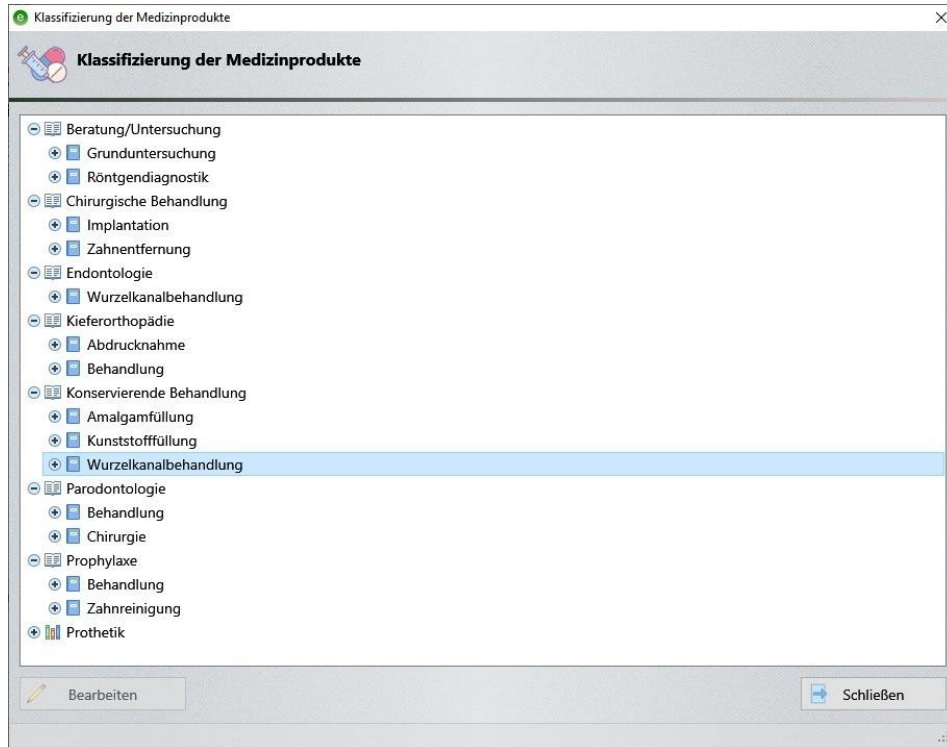 Klassifizierung der Medizinprodukte
Klassifizierung der Medizinprodukte
Beratung/Untersuchung
Grunduntersuchung
Röntgendiagnostik
Chirurgische Behandlung
Implantation
Zahnentfernung
Endontologie
Wurzelkanalbehandlung
Kieferorthopädie
Abdrucknahme
Behandlung
Konservierende Behandlung
Amalgamfüllung
Kunststofffüllung
Wurzelkanalbehandlung
Parodontologie
Behandlung
Chirurgie
Prophylaxe
Behandlung
Zahnreinigung
Prothetik
Bearbeiten
Schließen